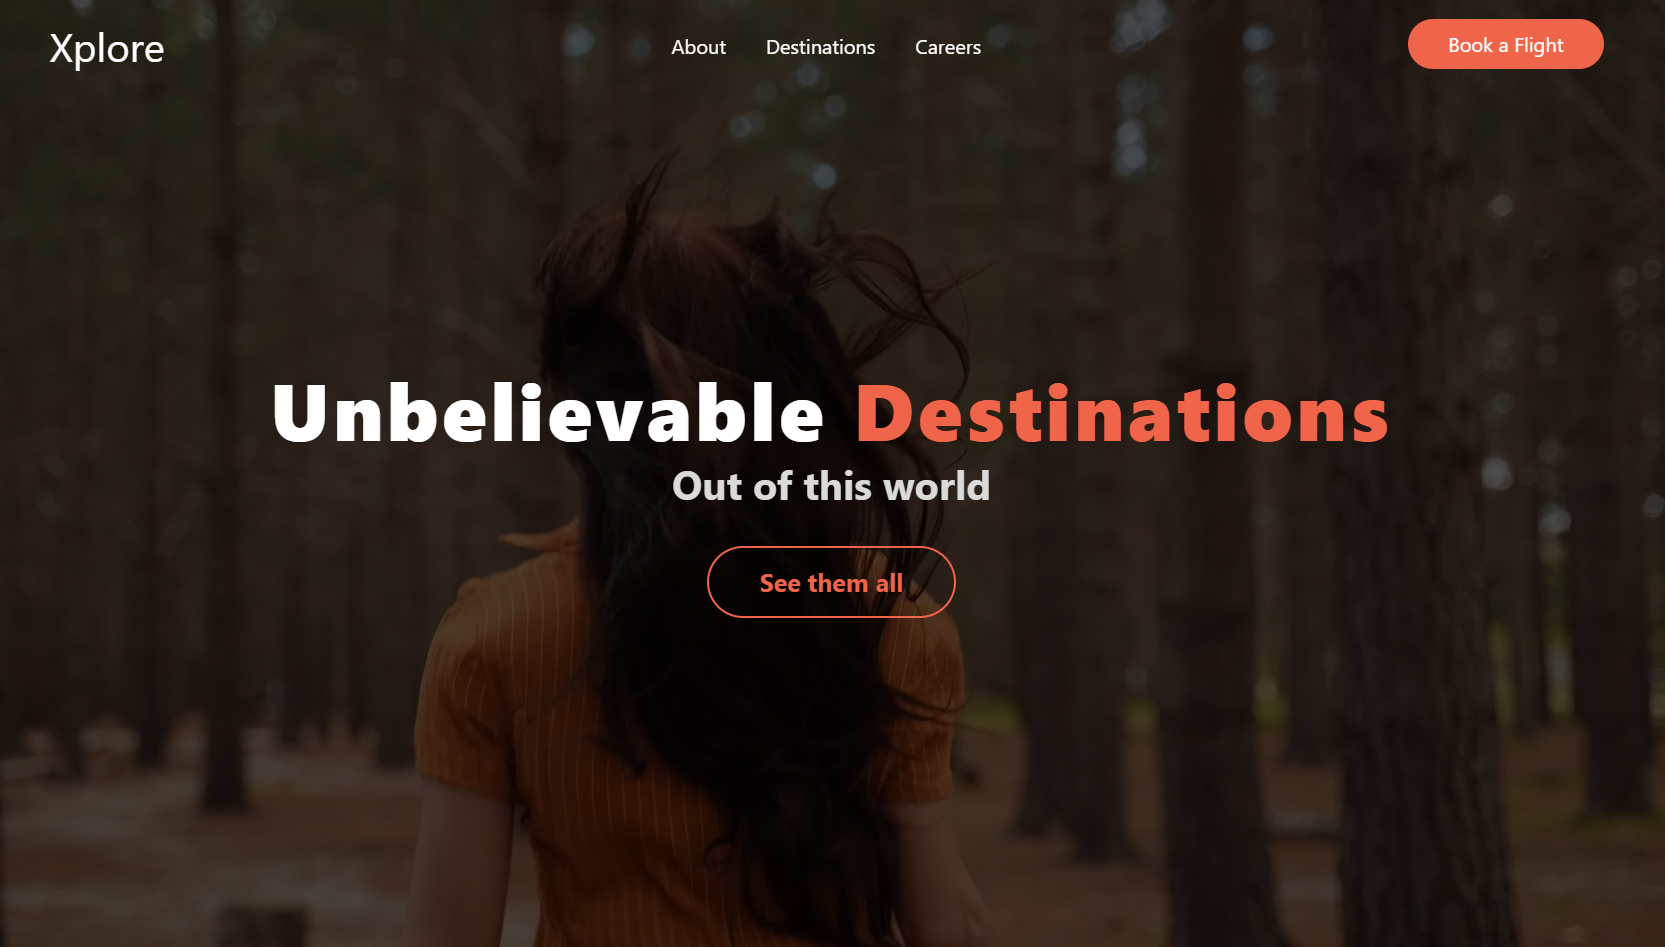 Xplore
About Destinations Careers
Book a Flight
Unbelievable Destinations
Out of this world
See them all